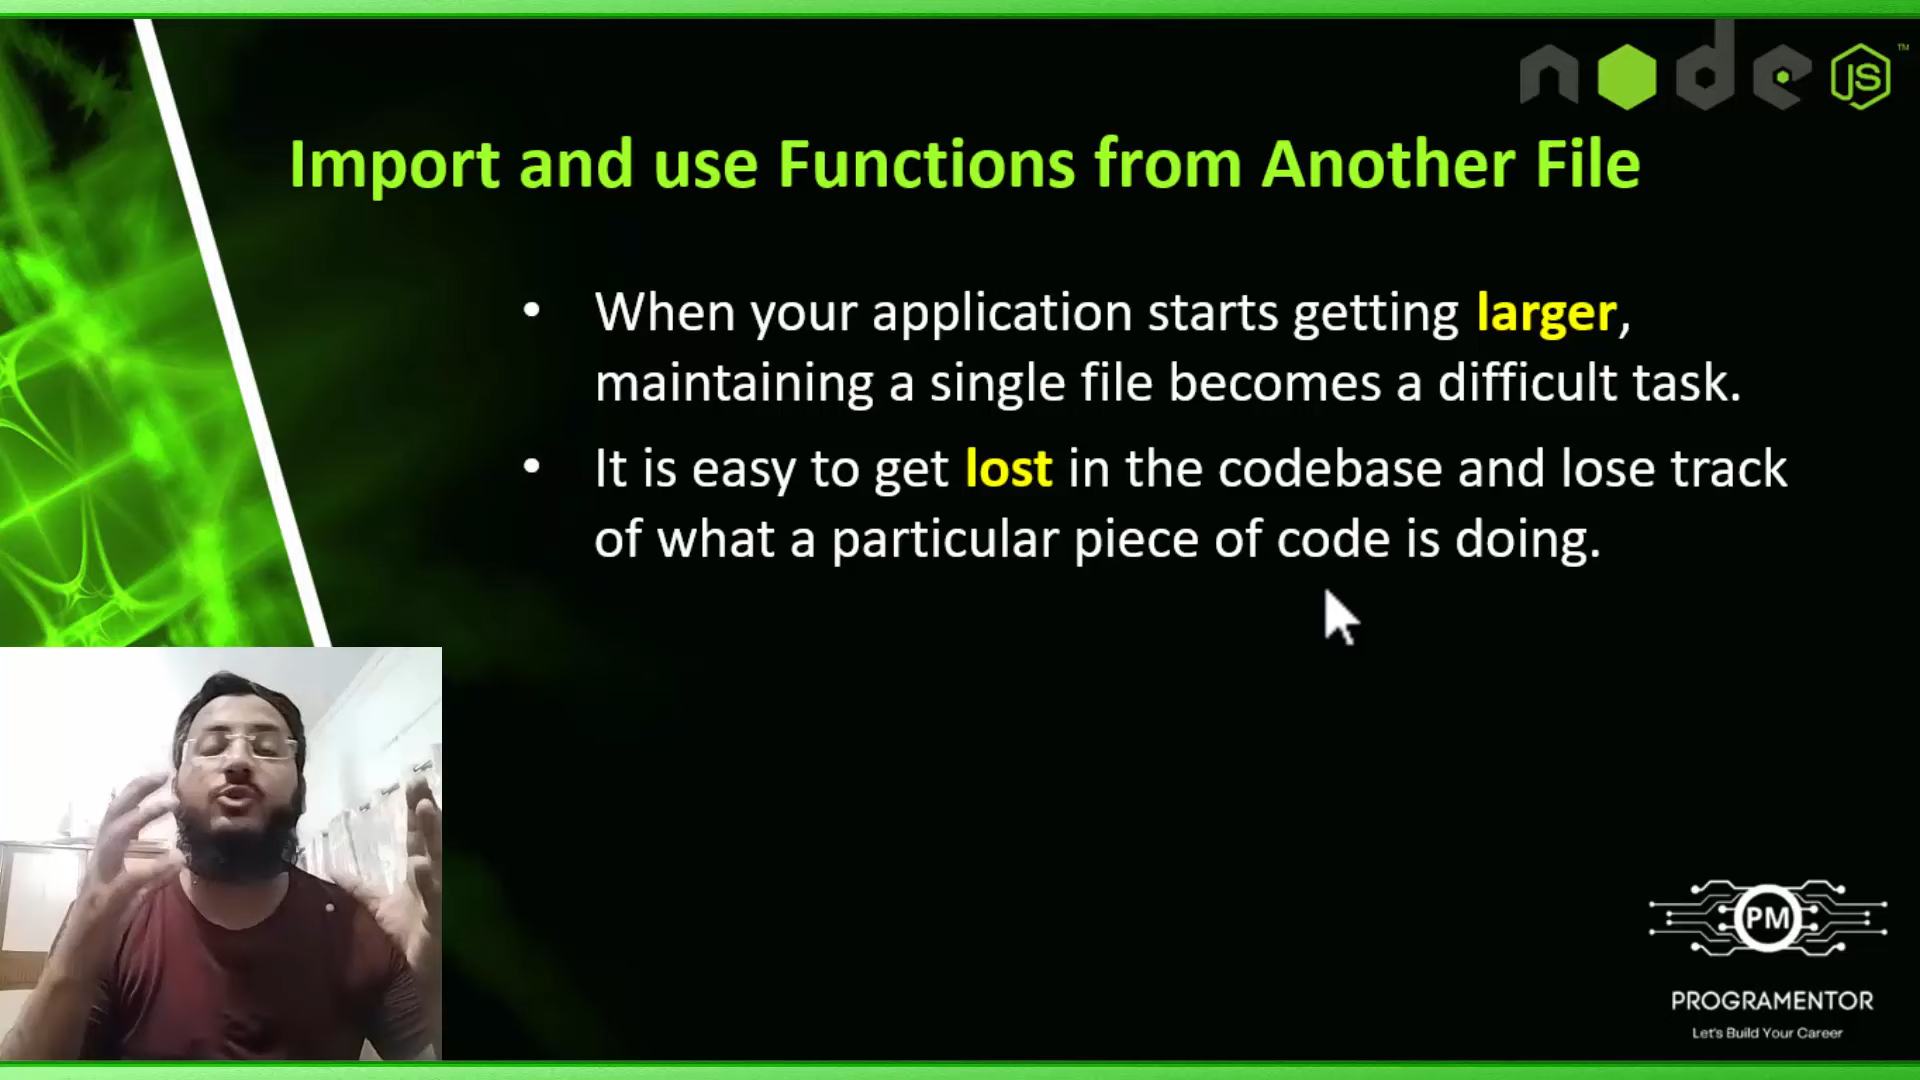 node JS ™
Import and use Functions from Another File
• When your application starts getting larger,
maintaining a single file becomes a difficult task.
• It is easy to get lost in the codebase and lose track
of what a particular piece of code is doing.
PM
PROGRAMENTOR
Let's Build Your Career